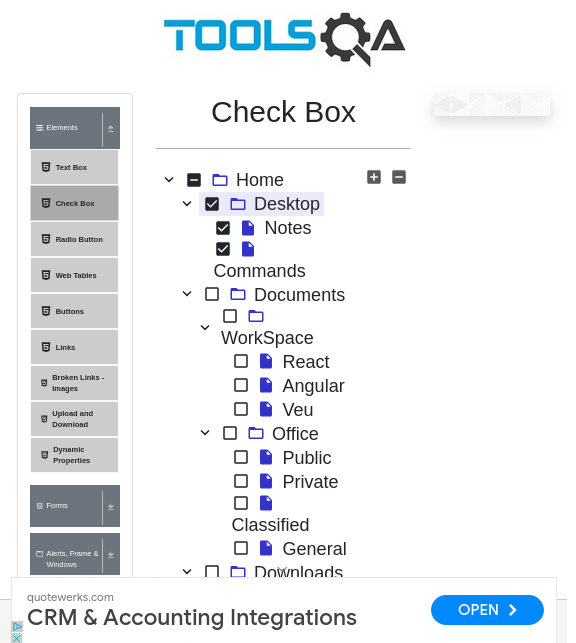 TOOLSQA
Check Box
Elements
Text Box
Check Box
Radio Button
Web Tables
Buttons
Links
Broken Links -
Images
Upload and
Download
Dynamic
Properties
Forms
Alerts, Frame &
Windows
Home
Desktop
Notes
Commands
Documents
WorkSpace
React
Angular
Veu
Office
Public
Private
Classified
General
Downloads
quotewerks.com
CRM & Accounting Integrations
OPEN